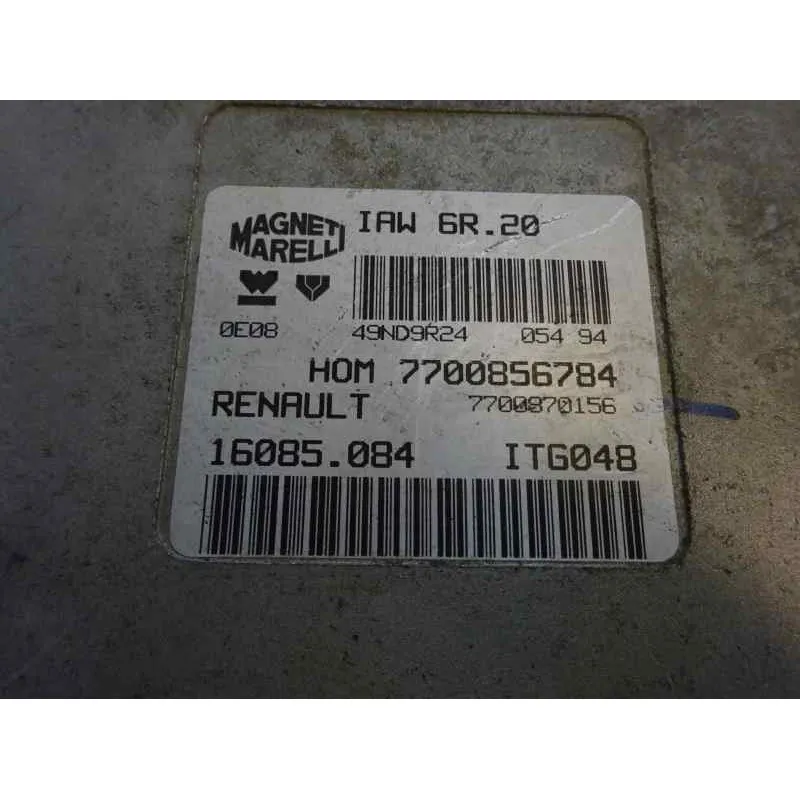 MAGNETI MARELLI
IAW 6R.20
0E08
49ND9R24 054 94
HOM 7700856784
RENAULT 7700870156
16085.084 ITG048